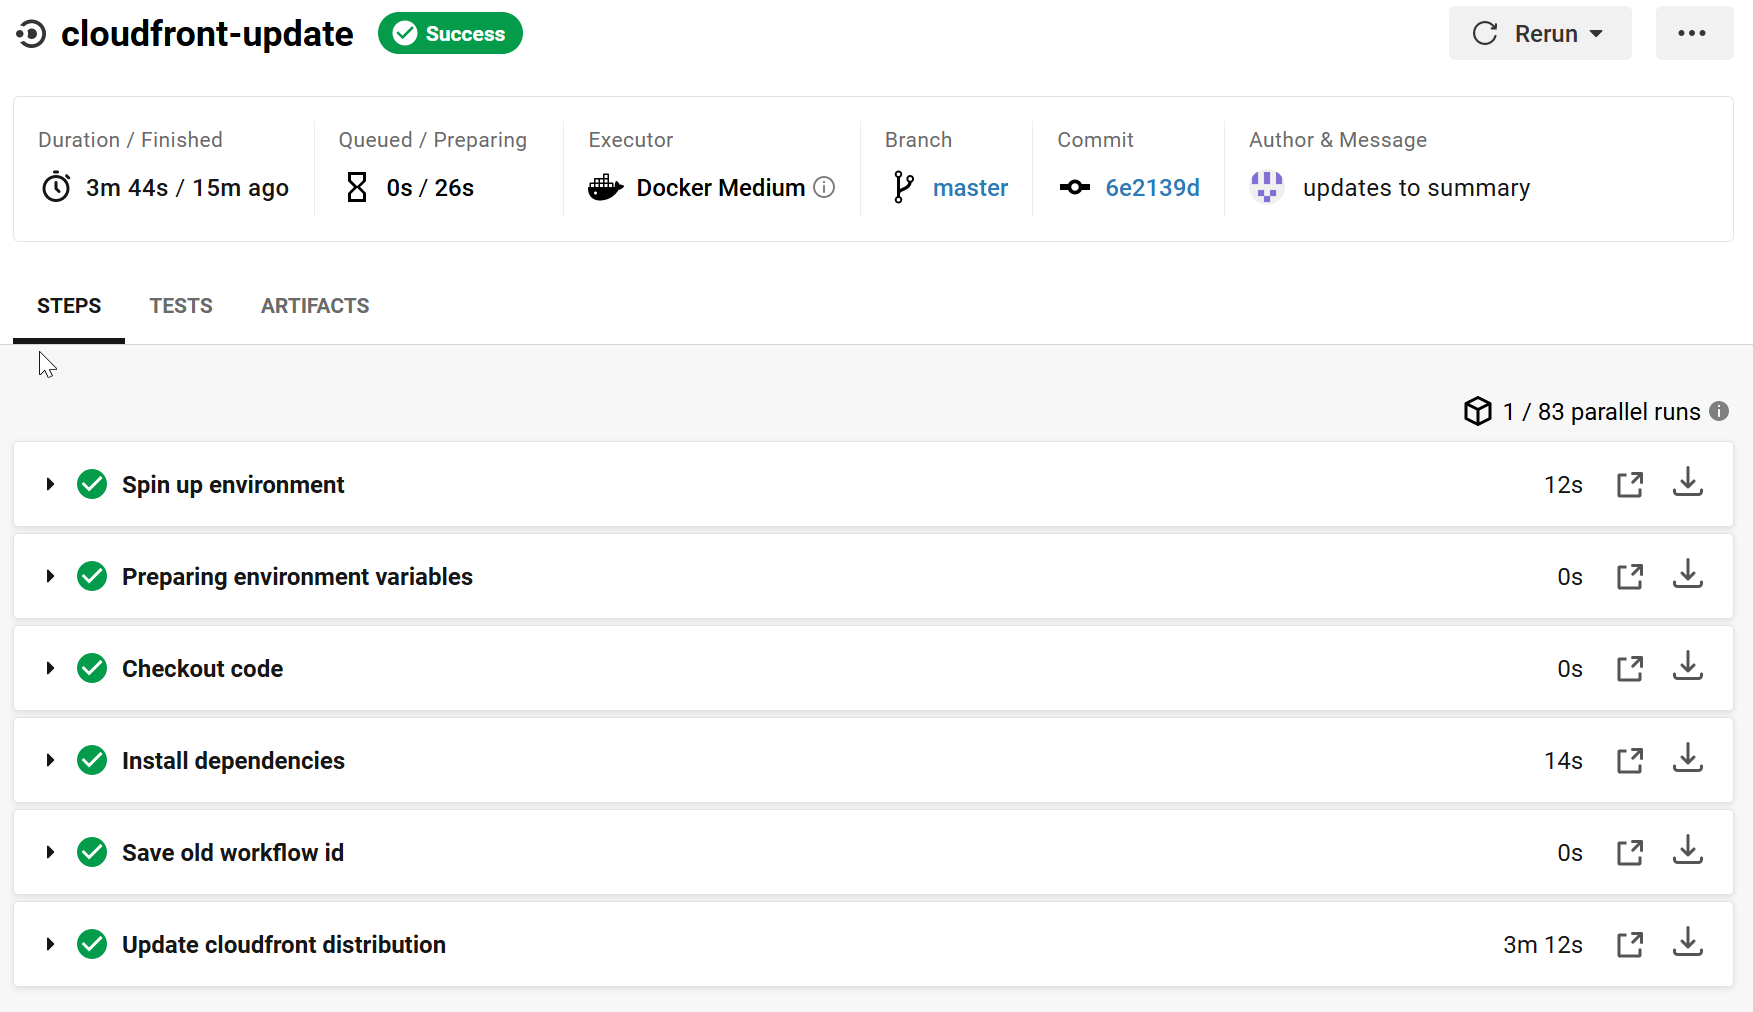 cloudfront-update
Success
Rerun
Duration / Finished
3m 44s / 15m ago
Queued / Preparing
0s / 26s
Executor
Docker Medium
Branch
master
Commit
6e2139d
Author & Message
updates to summary
STEPS
TESTS
ARTIFACTS
1 / 83 parallel runs
Spin up environment
12s
Preparing environment variables
0s
Checkout code
0s
Install dependencies
14s
Save old workflow id
0s
Update cloudfront distribution
3m 12s